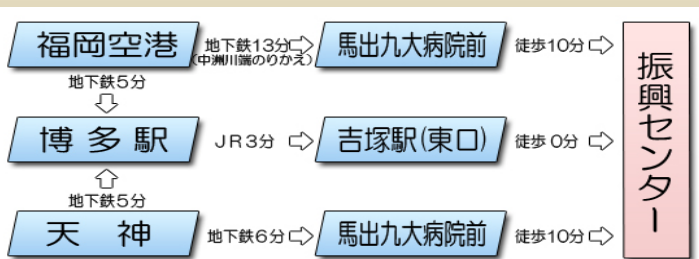 福岡空港
地下鉄13分
(中洲川端のりかえ)
馬出九大病院前
徒歩10分
地下鉄5分
博多駅
JR3分
吉塚駅(東口)
徒歩0分
地下鉄5分
天神
地下鉄6分
馬出九大病院前
徒歩10分
振興センター